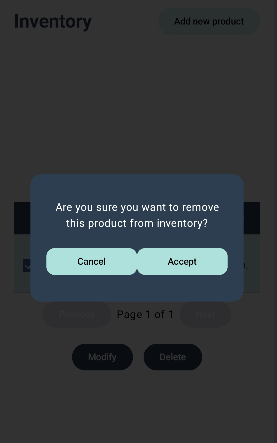 Inventory
Add new product
Are you sure you want to remove
this product from inventory?
Cancel
Accept
Page 1 of 1
Next
Modify
Delete